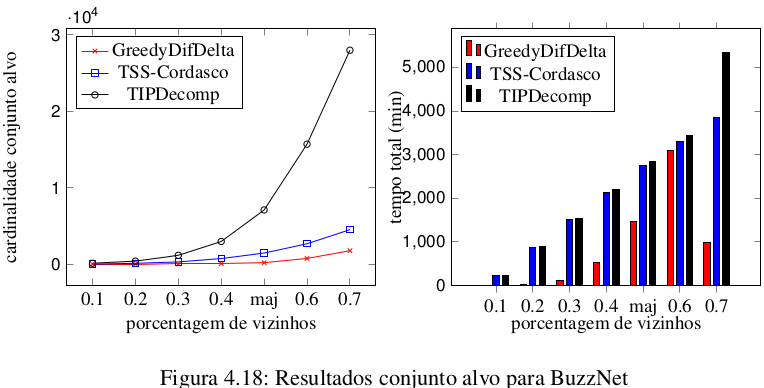 ·10⁴
GreedyDifDelta
TSS-Cordasco
TIPDecomp
cardinalidade conjunto alvo
3
2
1
0
0.1 0.2 0.3 0.4 maj 0.6 0.7
porcentagem de vizinhos
GreedyDifDelta
TSS-Cordasco
TIPDecomp
tempo total (min)
5,000
4,000
3,000
2,000
1,000
0
0.1 0.2 0.3 0.4 maj 0.6 0.7
porcentagem de vizinhos
Figura 4.18: Resultados conjunto alvo para BuzzNet